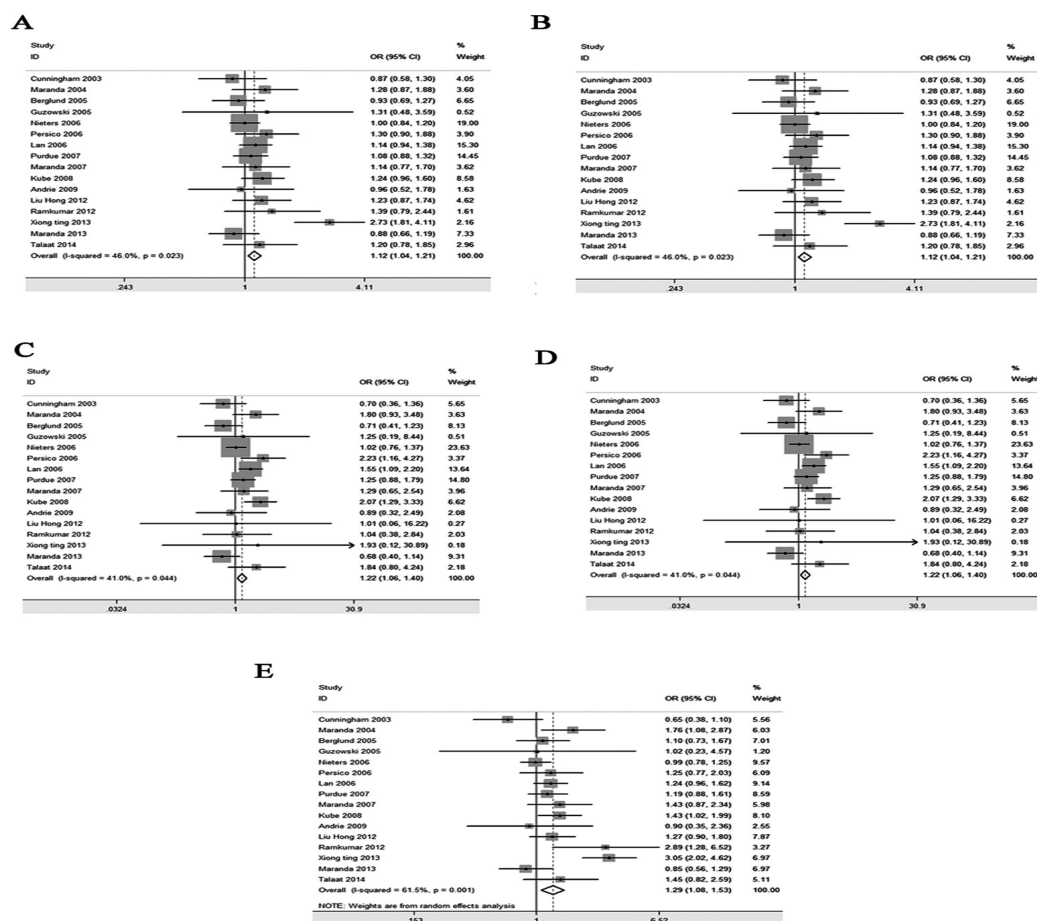 A
Study %
ID OR (95% CI) Weight
Cunningham 2003 0.87 (0.58, 1.30) 4.05
Maranda 2004 1.28 (0.87, 1.88) 3.60
Berglund 2005 0.93 (0.69, 1.27) 6.65
Guzowski 2005 1.31 (0.48, 3.59) 0.52
Nieters 2006 1.00 (0.84, 1.20) 19.00
Persico 2006 1.30 (0.90, 1.88) 3.90
Lan 2006 1.14 (0.94, 1.38) 15.30
Purdue 2007 1.08 (0.88, 1.32) 14.45
Maranda 2007 1.14 (0.77, 1.70) 3.62
Kube 2008 1.24 (0.96, 1.60) 8.58
Andrie 2009 0.96 (0.52, 1.78) 1.63
Liu Hong 2012 1.23 (0.87, 1.74) 4.62
Ramkumar 2012 1.39 (0.79, 2.44) 1.61
Xiong ting 2013 2.73 (1.81, 4.11) 2.16
Maranda 2013 0.88 (0.66, 1.19) 7.33
Talaat 2014 1.20 (0.78, 1.85) 2.96
Overall (I-squared = 46.0%, p = 0.023) 1.12 (1.04, 1.21) 100.00
.243 1 4.11
B
Study %
ID OR (95% CI) Weight
Cunningham 2003 0.87 (0.58, 1.30) 4.05
Maranda 2004 1.28 (0.87, 1.88) 3.60
Berglund 2005 0.93 (0.69, 1.27) 6.65
Guzowski 2005 1.31 (0.48, 3.59) 0.52
Nieters 2006 1.00 (0.84, 1.20) 19.00
Persico 2006 1.30 (0.90, 1.88) 3.90
Lan 2006 1.14 (0.94, 1.38) 15.30
Purdue 2007 1.08 (0.88, 1.32) 14.45
Maranda 2007 1.14 (0.77, 1.70) 3.62
Kube 2008 1.24 (0.96, 1.60) 8.58
Andrie 2009 0.96 (0.52, 1.78) 1.63
Liu Hong 2012 1.23 (0.87, 1.74) 4.62
Ramkumar 2012 1.39 (0.79, 2.44) 1.61
Xiong ting 2013 2.73 (1.81, 4.11) 2.16
Maranda 2013 0.88 (0.66, 1.19) 7.33
Talaat 2014 1.20 (0.78, 1.85) 2.96
Overall (I-squared = 46.0%, p = 0.023) 1.12 (1.04, 1.21) 100.00
.243 1 4.11
C
Study %
ID OR (95% CI) Weight
Cunningham 2003 0.70 (0.36, 1.36) 5.65
Maranda 2004 1.80 (0.93, 3.48) 3.63
Berglund 2005 0.71 (0.41, 1.23) 8.13
Guzowski 2005 1.25 (0.19, 8.44) 0.51
Nieters 2006 1.02 (0.76, 1.37) 23.63
Persico 2006 2.23 (1.16, 4.27) 3.37
Lan 2006 1.55 (1.09, 2.20) 13.64
Purdue 2007 1.25 (0.88, 1.79) 14.80
Maranda 2007 1.29 (0.65, 2.54) 3.96
Kube 2008 2.07 (1.29, 3.33) 6.62
Andrie 2009 0.89 (0.32, 2.49) 2.08
Liu Hong 2012 1.01 (0.06, 16.22) 0.27
Ramkumar 2012 1.04 (0.38, 2.84) 2.03
Xiong ting 2013 1.93 (0.12, 30.89) 0.18
Maranda 2013 0.68 (0.40, 1.14) 9.31
Talaat 2014 1.84 (0.80, 4.24) 2.18
Overall (I-squared = 41.0%, p = 0.044) 1.22 (1.06, 1.40) 100.00
.0324 1 30.9
D
Study %
ID OR (95% CI) Weight
Cunningham 2003 0.70 (0.36, 1.36) 5.65
Maranda 2004 1.80 (0.93, 3.48) 3.63
Berglund 2005 0.71 (0.41, 1.23) 8.13
Guzowski 2005 1.25 (0.19, 8.44) 0.51
Nieters 2006 1.02 (0.76, 1.37) 23.63
Persico 2006 2.23 (1.16, 4.27) 3.37
Lan 2006 1.55 (1.09, 2.20) 13.64
Purdue 2007 1.25 (0.88, 1.79) 14.80
Maranda 2007 1.29 (0.65, 2.54) 3.96
Kube 2008 2.07 (1.29, 3.33) 6.62
Andrie 2009 0.89 (0.32, 2.49) 2.08
Liu Hong 2012 1.01 (0.06, 16.22) 0.27
Ramkumar 2012 1.04 (0.38, 2.84) 2.03
Xiong ting 2013 1.93 (0.12, 30.89) 0.18
Maranda 2013 0.68 (0.40, 1.14) 9.31
Talaat 2014 1.84 (0.80, 4.24) 2.18
Overall (I-squared = 41.0%, p = 0.044) 1.22 (1.06, 1.40) 100.00
.0324 1 30.9
E
Study %
ID OR (95% CI) Weight
Cunningham 2003 0.65 (0.38, 1.10) 5.56
Maranda 2004 1.76 (1.08, 2.87) 6.03
Berglund 2005 1.10 (0.73, 1.67) 7.01
Guzowski 2005 1.02 (0.23, 4.57) 1.20
Nieters 2006 0.99 (0.78, 1.25) 9.57
Persico 2006 1.25 (0.77, 2.03) 6.09
Lan 2006 1.24 (0.96, 1.62) 9.14
Purdue 2007 1.19 (0.88, 1.61) 8.59
Maranda 2007 1.43 (0.87, 2.34) 5.98
Kube 2008 1.43 (1.02, 1.99) 8.10
Andrie 2009 0.90 (0.35, 2.36) 2.55
Liu Hong 2012 1.27 (0.90, 1.80) 7.87
Ramkumar 2012 2.89 (1.28, 6.52) 3.27
Xiong ting 2013 3.05 (2.02, 4.62) 6.97
Maranda 2013 0.85 (0.56, 1.29) 6.97
Talaat 2014 1.45 (0.82, 2.59) 5.11
Overall (I-squared = 61.5%, p = 0.001) 1.29 (1.08, 1.53) 100.00
NOTE: Weights are from random effects analysis
.153 1 6.52